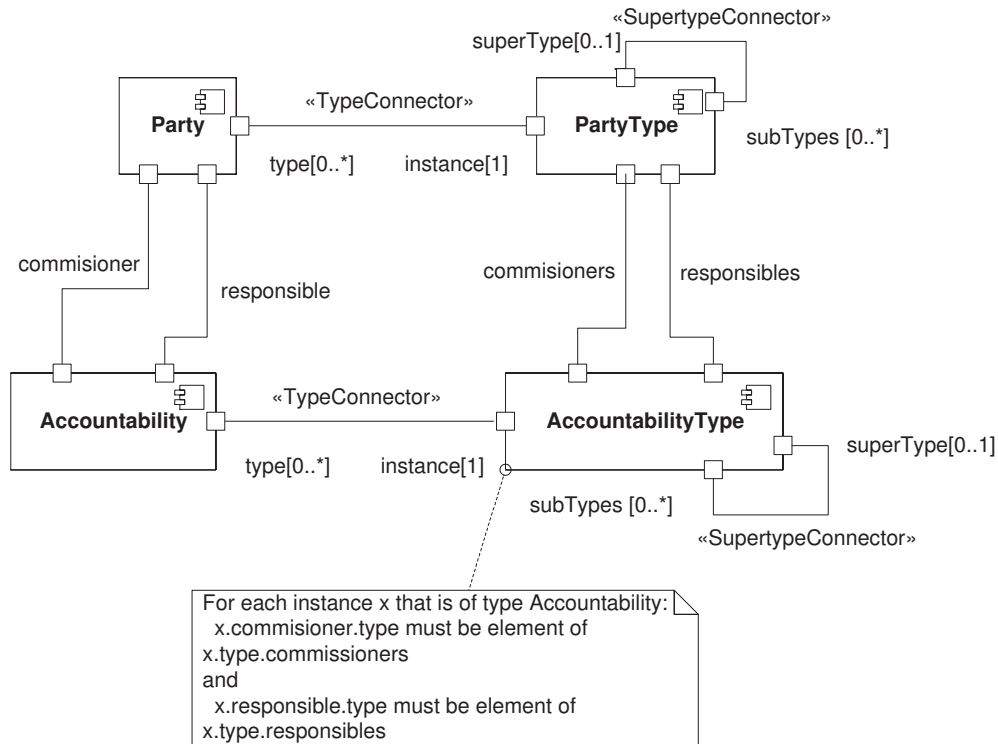 «SupertypeConnector»
superType[0..1]
«TypeConnector»
Party
PartyType
subTypes [0..*]
type[0..*]
instance[1]
commisioner
commisioners
responsibles
responsible
«TypeConnector»
Accountability
AccountabilityType
superType[0..1]
type[0..*]
instance[1]
subTypes [0..*]
«SupertypeConnector»
For each instance x that is of type Accountability:
x.commisioner.type must be element of
x.type.commissioners
and
x.responsible.type must be element of
x.type.responsibles